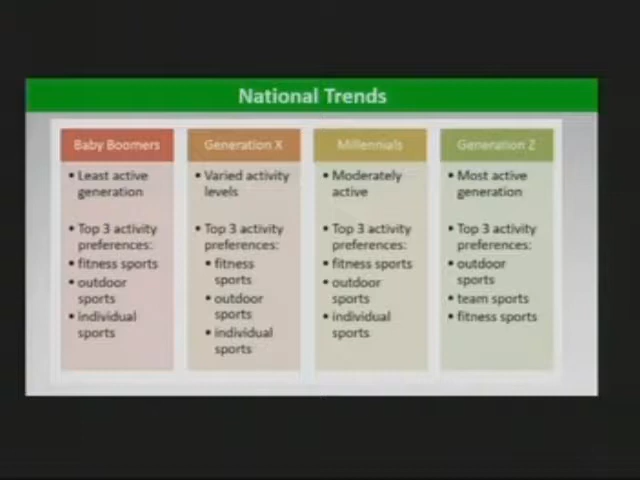 National Trends
Baby Boomers
• Least active
generation
• Top 3 activity
preferences:
• fitness sports
• outdoor
sports
• individual
sports
Generation X
• Varied activity
levels
• Top 3 activity
preferences:
• fitness
sports
• outdoor
sports
• individual
sports
Millennials
• Moderately
active
• Top 3 activity
preferences:
• fitness sports
• outdoor
sports
• individual
sports
Generation Z
• Most active
generation
• Top 3 activity
preferences:
• outdoor
sports
• team sports
• fitness sports